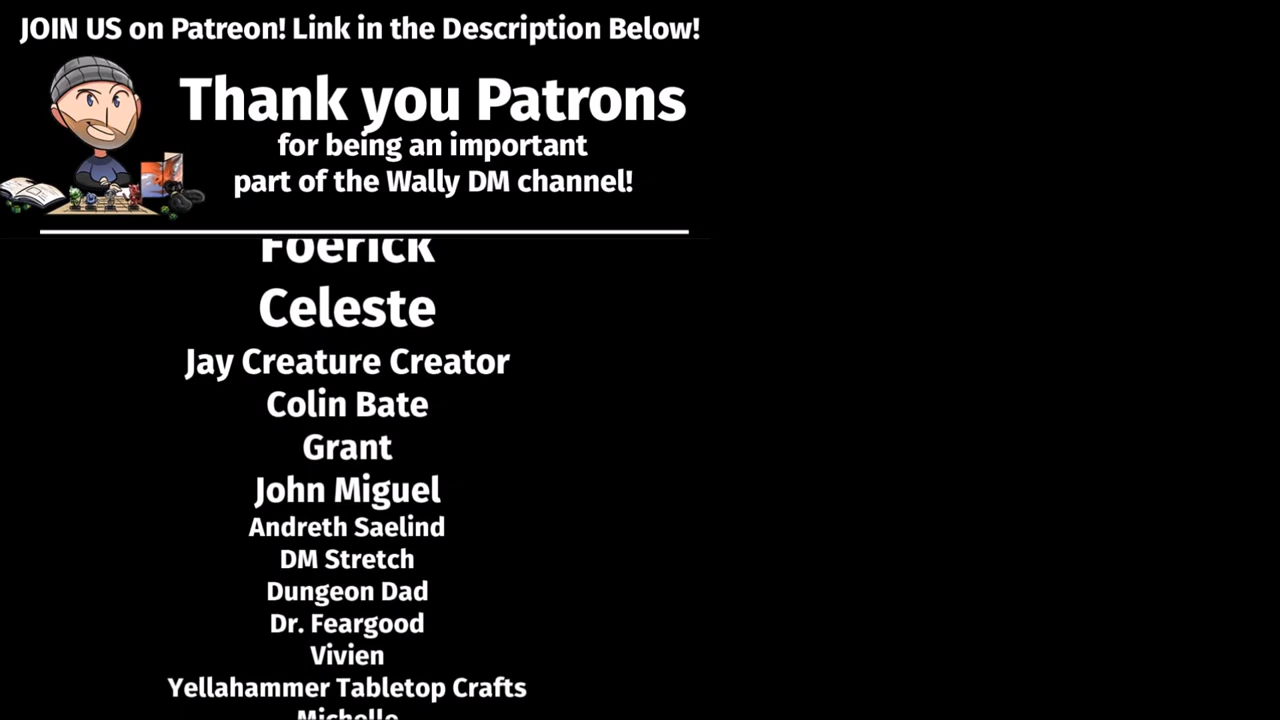 JOIN US on Patreon! Link in the Description Below!
Thank you Patrons
for being an important
part of the Wally DM channel!
Foerick
Celeste
Jay Creature Creator
Colin Bate
Grant
John Miguel
Andreth Saelind
DM Stretch
Dungeon Dad
Dr. Feargood
Vivien
Yellahammer Tabletop Crafts
Michelle